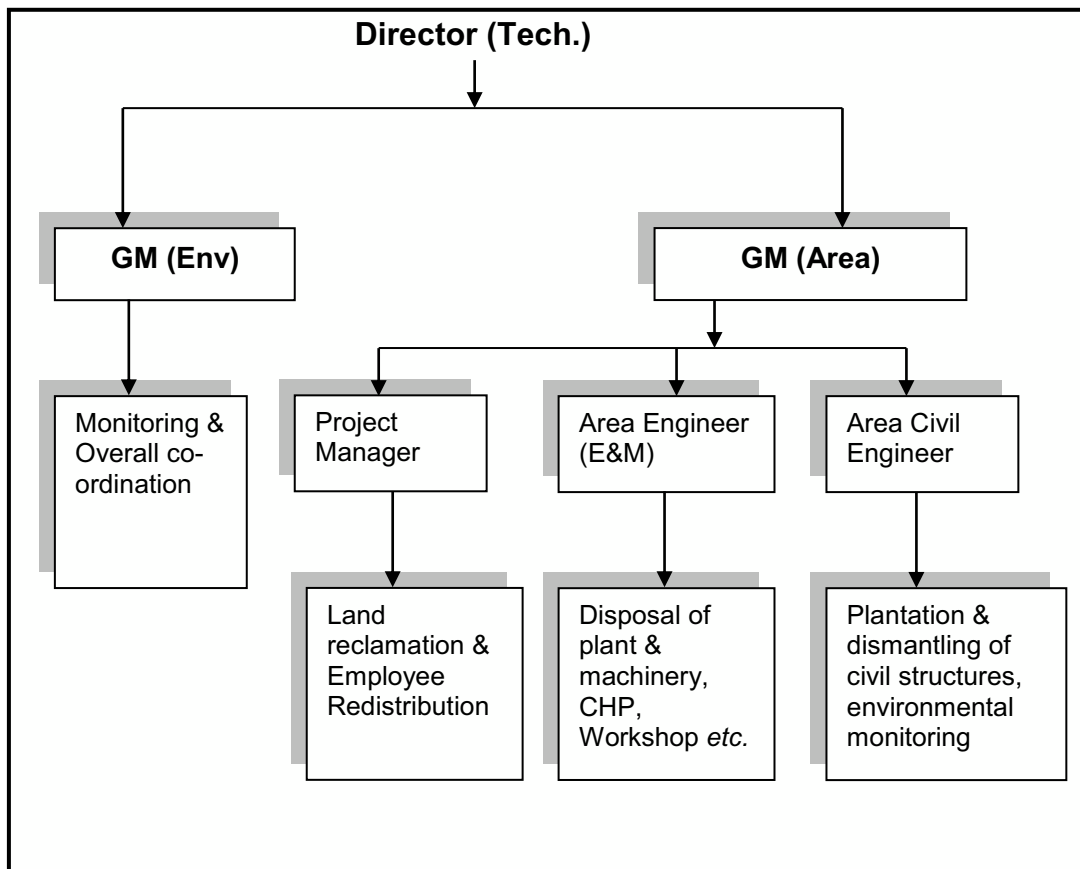 Director (Tech.)
GM (Env)
GM (Area)
Monitoring &
Overall co-
ordination
Project
Manager
Area Engineer
(E&M)
Area Civil
Engineer
Land
reclamation &
Employee
Redistribution
Disposal of
plant &
machinery,
CHP,
Workshop etc.
Plantation &
dismantling of
civil structures,
environmental
monitoring